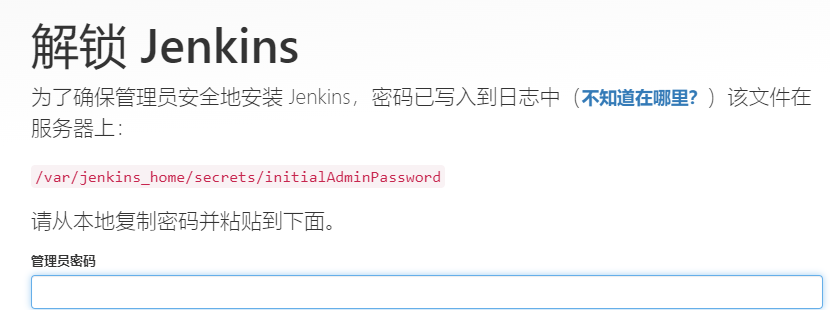 解锁 Jenkins
为了确保管理员安全地安装 Jenkins，密码已写入到日志中（不知道在哪里？）该文件在
服务器上：
/var/jenkins_home/secrets/initialAdminPassword
请从本地复制密码并粘贴到下面。
管理员密码